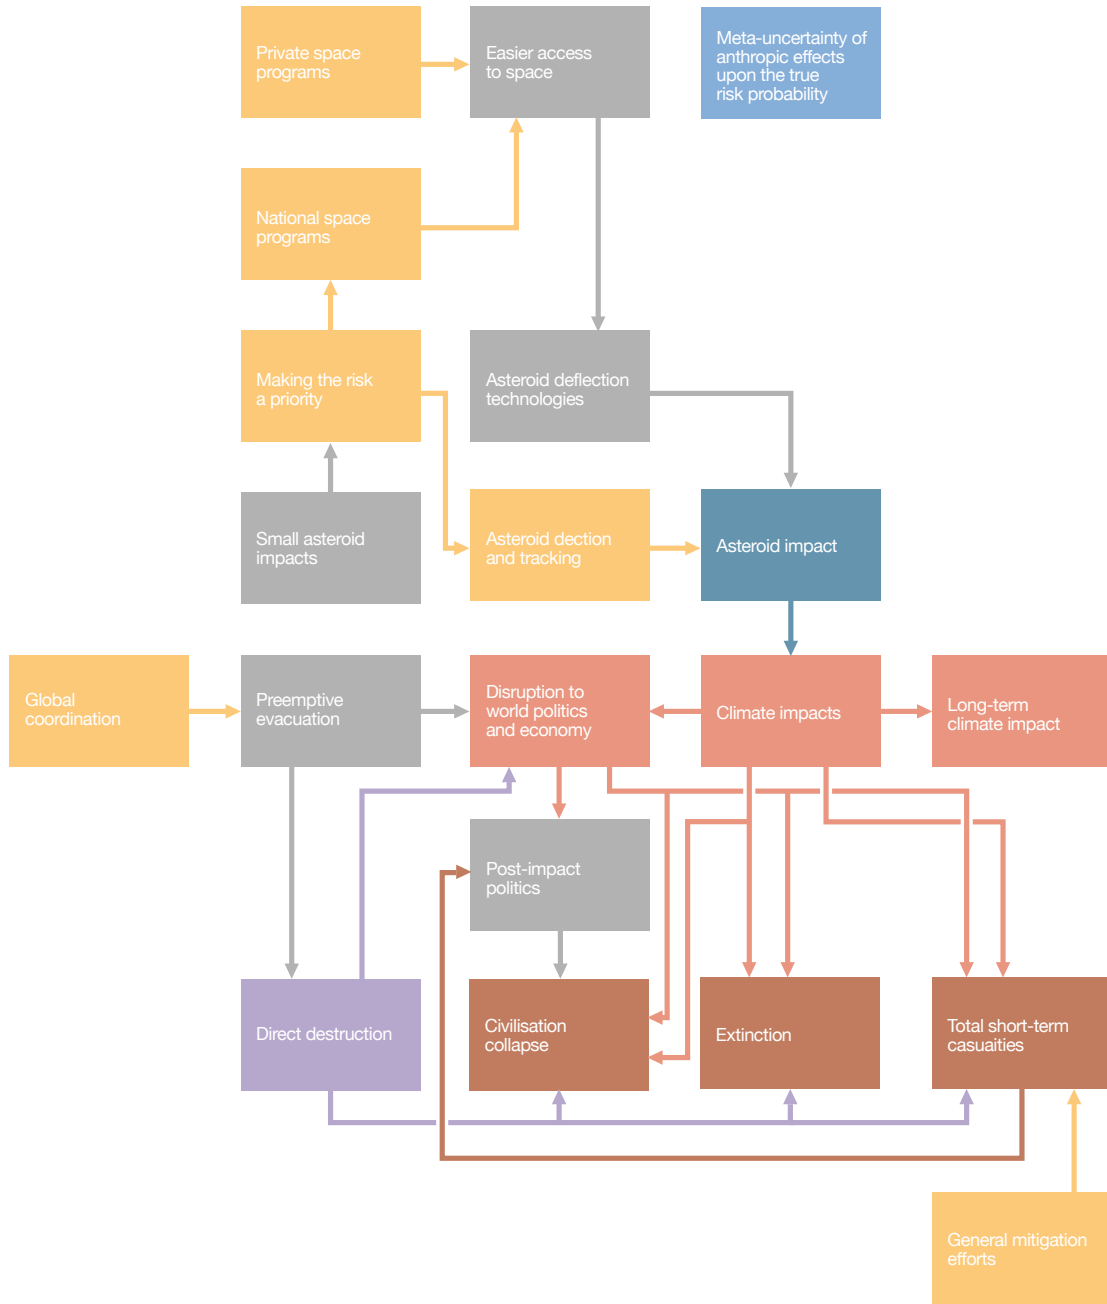 Private space
programs
Easier access
to space
Meta-uncertainty of
anthropic effects
upon the true
risk probability
National space
programs
Making the risk
a priority
Asteroid deflection
technologies
Small asteroid
impacts
Asteroid dection
and tracking
Asteroid impact
Global
coordination
Preemptive
evacuation
Disruption to
world politics
and economy
Climate impacts
Long-term
climate impact
Post-impact
politics
Direct destruction
Civilisation
collapse
Extinction
Total short-term
casuaities
General mitigation
efforts